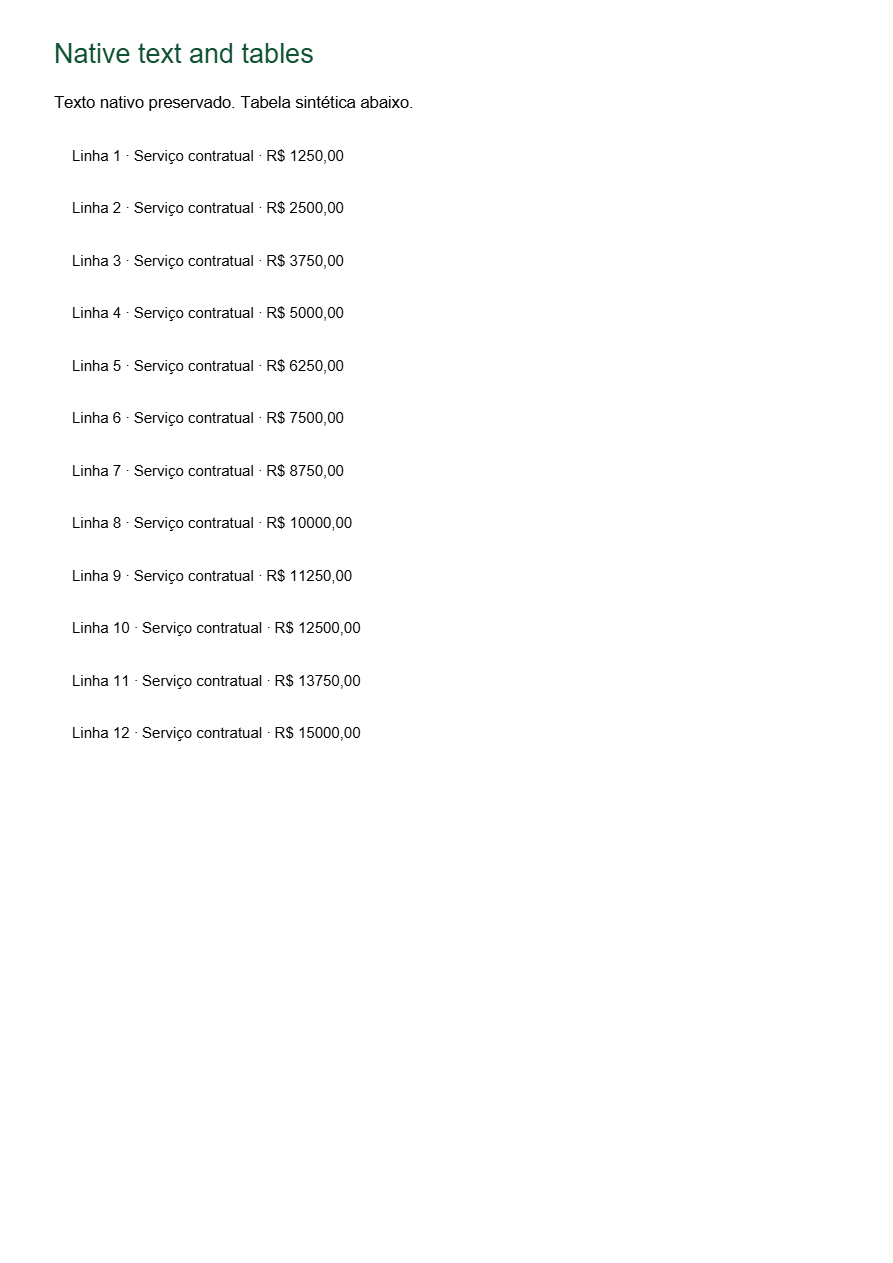 Native text and tables
Texto nativo preservado. Tabela sintética abaixo.
Linha 1 · Serviço contratual · R$ 1250,00
Linha 2 · Serviço contratual · R$ 2500,00
Linha 3 · Serviço contratual · R$ 3750,00
Linha 4 · Serviço contratual · R$ 5000,00
Linha 5 · Serviço contratual · R$ 6250,00
Linha 6 · Serviço contratual · R$ 7500,00
Linha 7 · Serviço contratual · R$ 8750,00
Linha 8 · Serviço contratual · R$ 10000,00
Linha 9 · Serviço contratual · R$ 11250,00
Linha 10 · Serviço contratual · R$ 12500,00
Linha 11 · Serviço contratual · R$ 13750,00
Linha 12 · Serviço contratual · R$ 15000,00